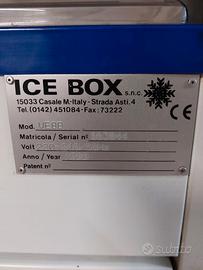 ICE BOX s.n.c.
15033 Casale M.-Italy - Strada Asti,4
Tel.(0142) 451084 - Fax: 73222
CE
Mod.
Matricola / Serial n°
Volt
Anno / Year
Patent n°
subito